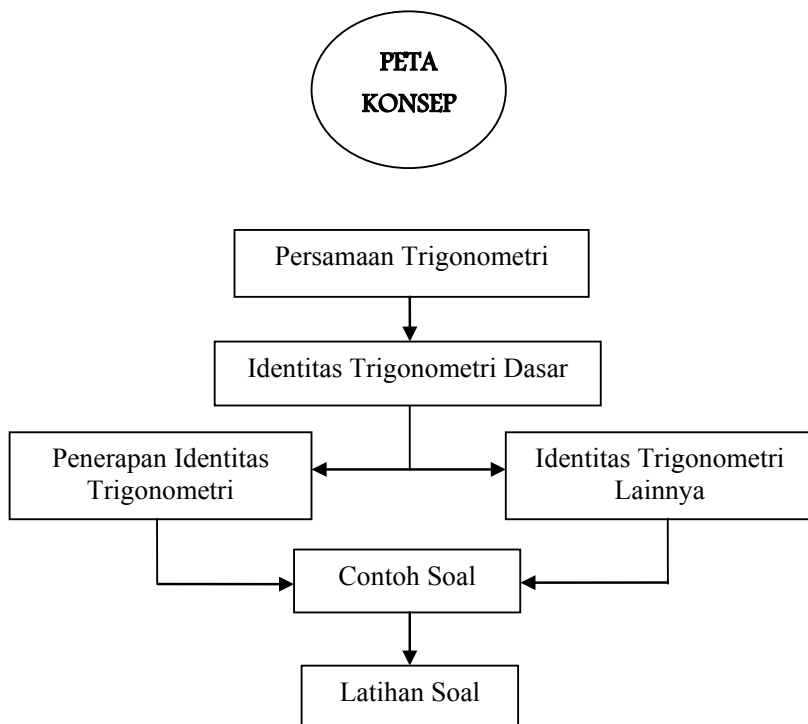 PETA
KONSEP
Persamaan Trigonometri
Identitas Trigonometri Dasar
Penerapan Identitas
Trigonometri
Identitas Trigonometri
Lainnya
Contoh Soal
Latihan Soal